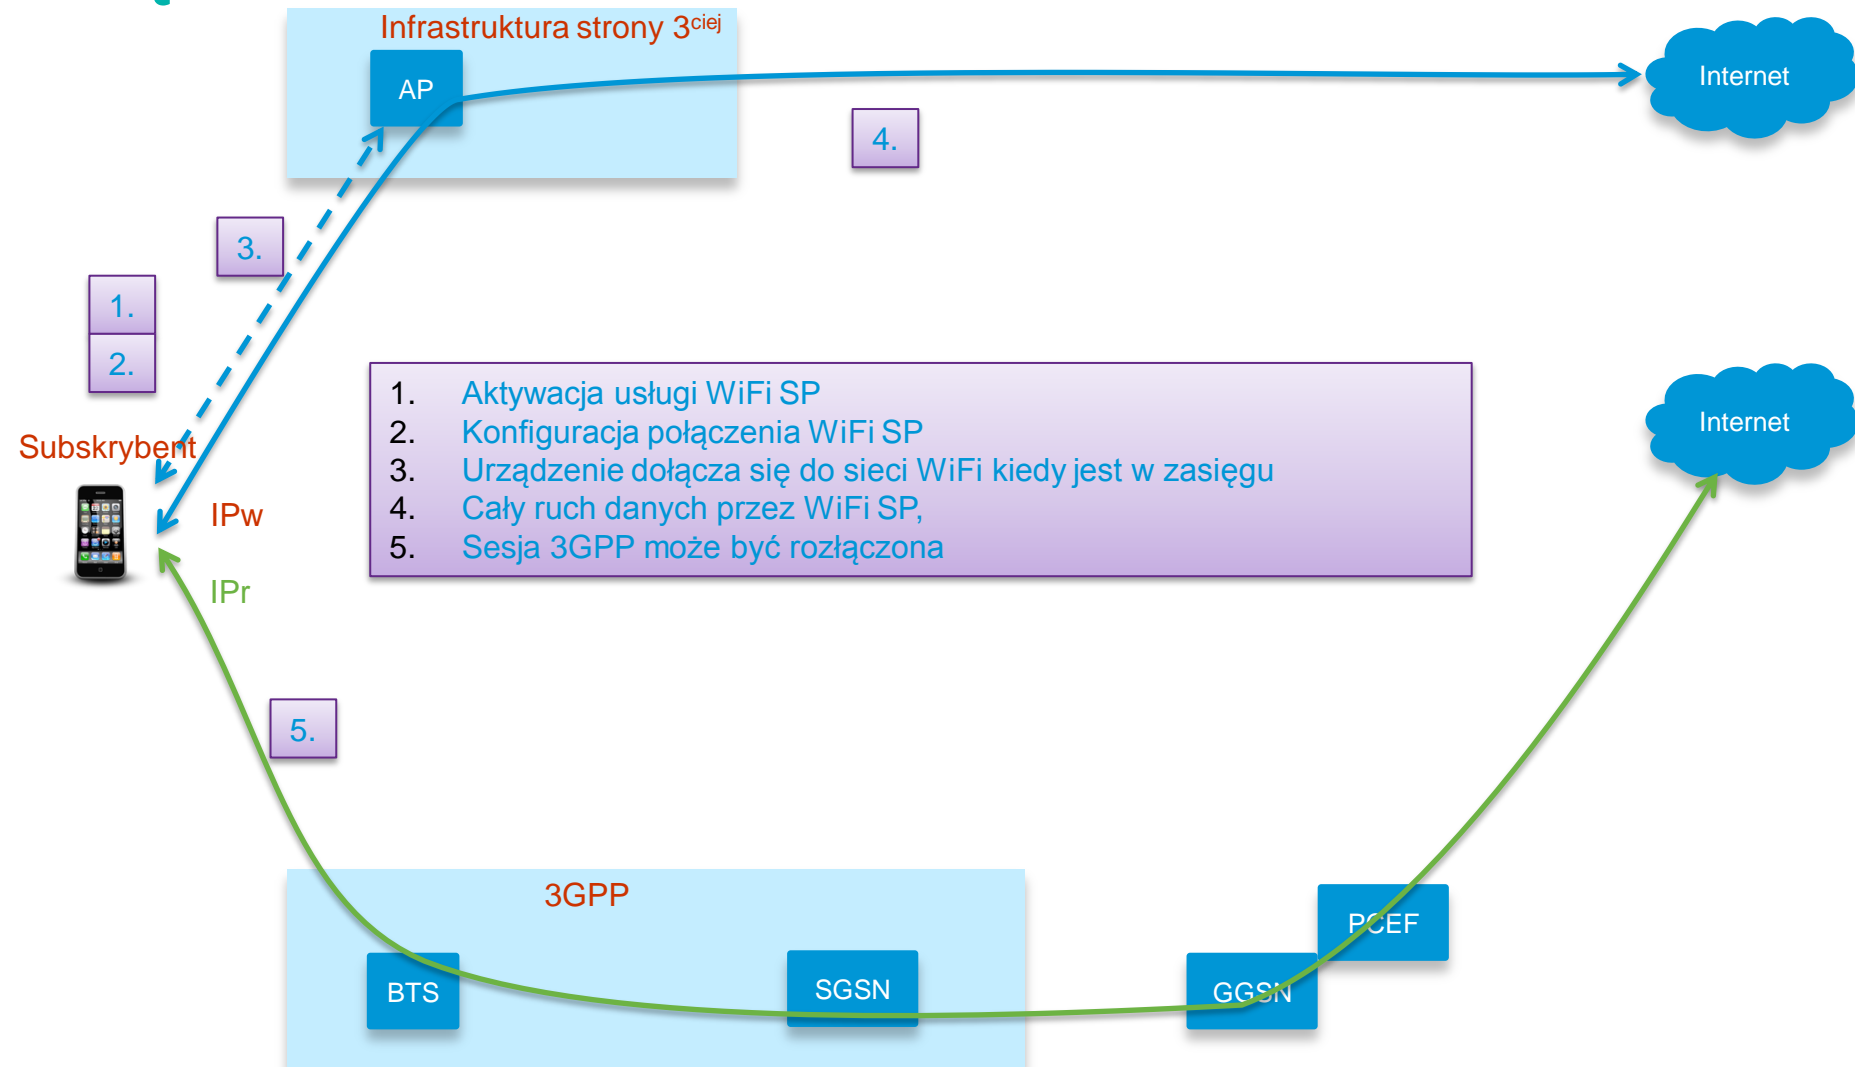 Infrastruktura strony 3ciej
AP
Internet
4.
3.
1.
2.
1. Aktywacja usługi WiFi SP
2. Konfiguracja połączenia WiFi SP
3. Urządzenie dołącza się do sieci WiFi kiedy jest w zasięgu
4. Cały ruch danych przez WiFi SP,
5. Sesja 3GPP może być rozłączona
Internet
Subskrybent
IPw
IPr
5.
3GPP
PCEF
BTS
SGSN
GGSN